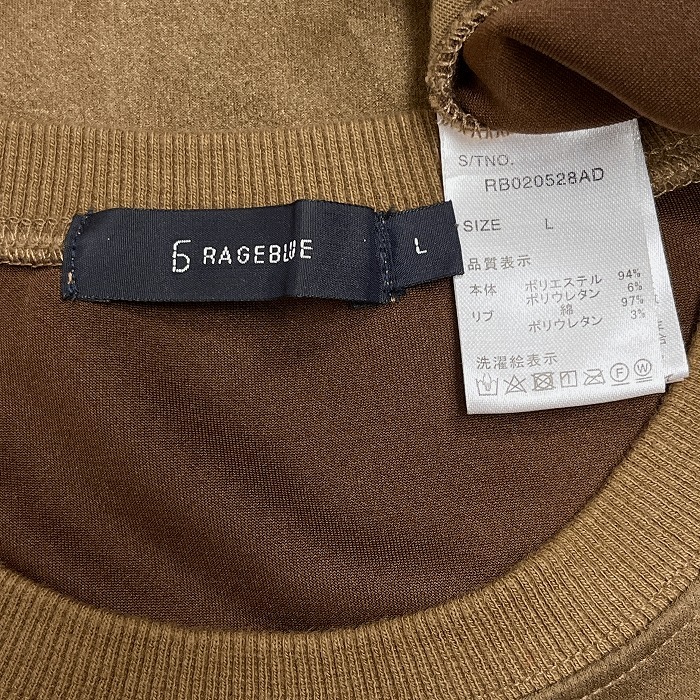 RAGEBLUE
L
S/TNO.
RB020528AD
SIZE L
品質表示
本体 ポリエステル 94%
ポリウレタン 6%
リブ 綿 97%
ポリウレタン 3%
洗濯絵表示